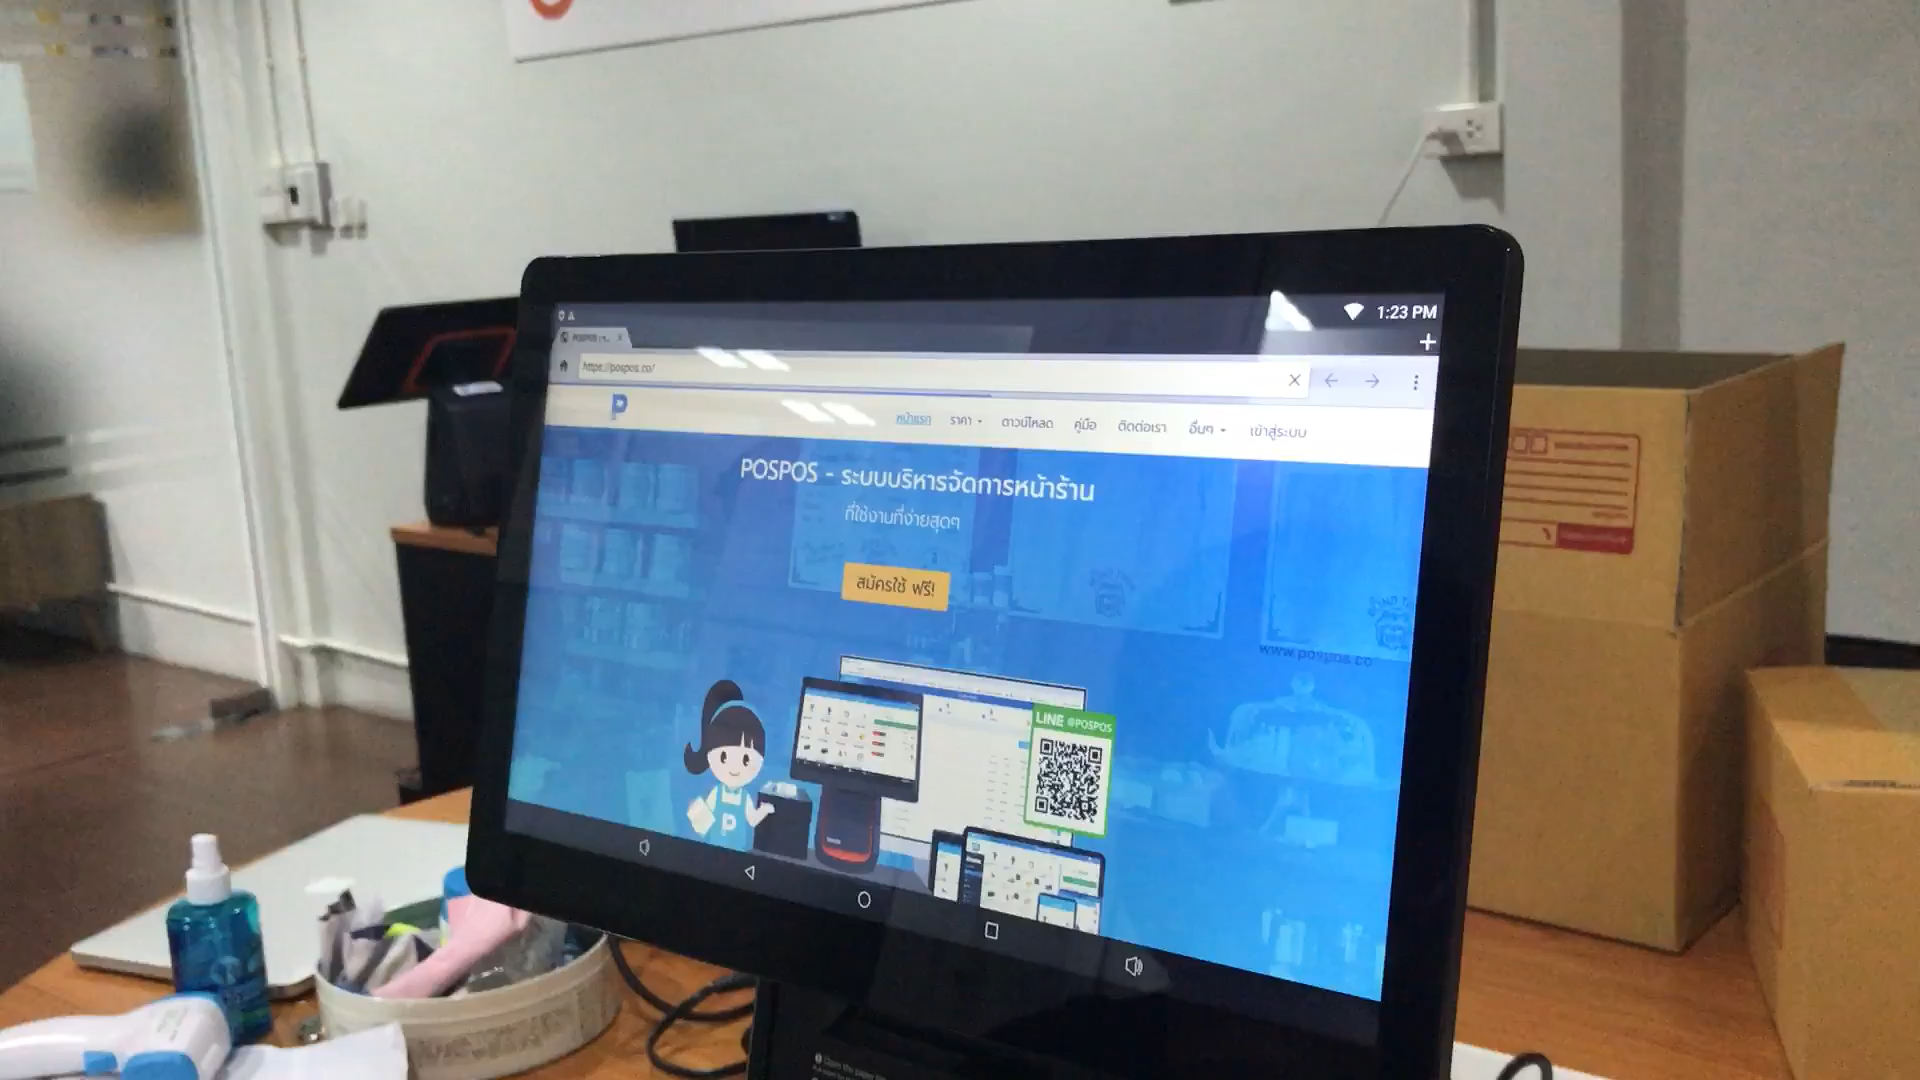 1:23 PM
POSPOS
https://pospos.co/
หน้าแรก ราคา ดาวน์โหลด คู่มือ ติดต่อเรา อื่นๆ เข้าสู่ระบบ
POSPOS - ระบบบริหารจัดการหน้าร้าน
ที่ใช้งานที่ง่ายสุดๆ
สมัครใช้ ฟรี!
www.pospos.co
LINE @POSPOS
P